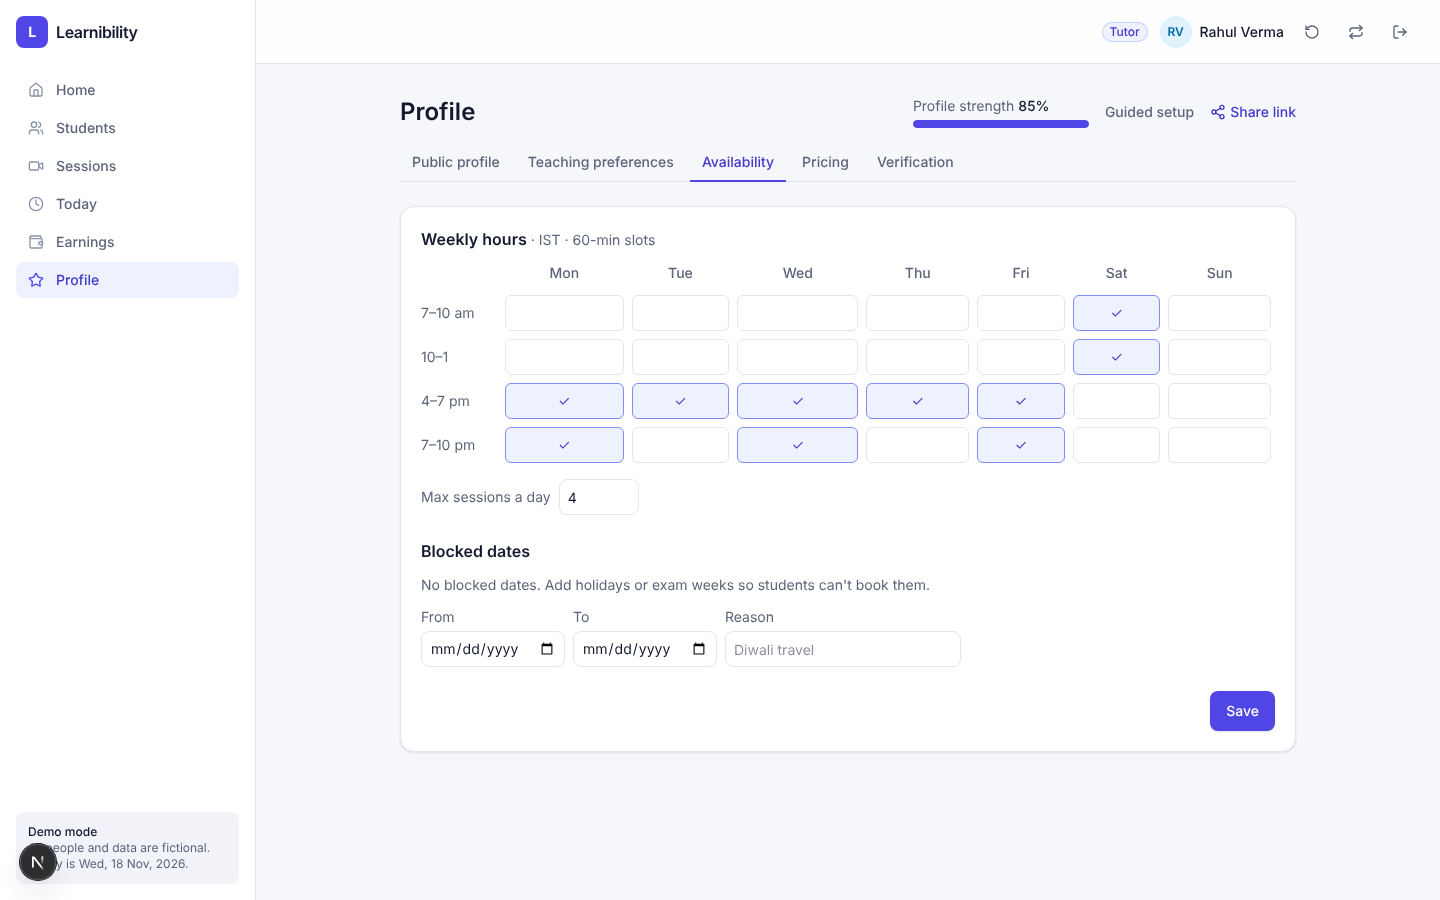 L Learnibility
Tutor RV Rahul Verma
Home
Students
Sessions
Today
Earnings
Profile
Profile
Profile strength 85%
Guided setup
Share link
Public profile Teaching preferences Availability Pricing Verification
Weekly hours · IST · 60-min slots
Mon Tue Wed Thu Fri Sat Sun
7–10 am
10–1
4–7 pm
7–10 pm
Max sessions a day 4
Blocked dates
No blocked dates. Add holidays or exam weeks so students can't book them.
From To Reason
mm/dd/yyyy mm/dd/yyyy Diwali travel
Save
Demo mode
people and data are fictional.
is Wed, 18 Nov, 2026.
N